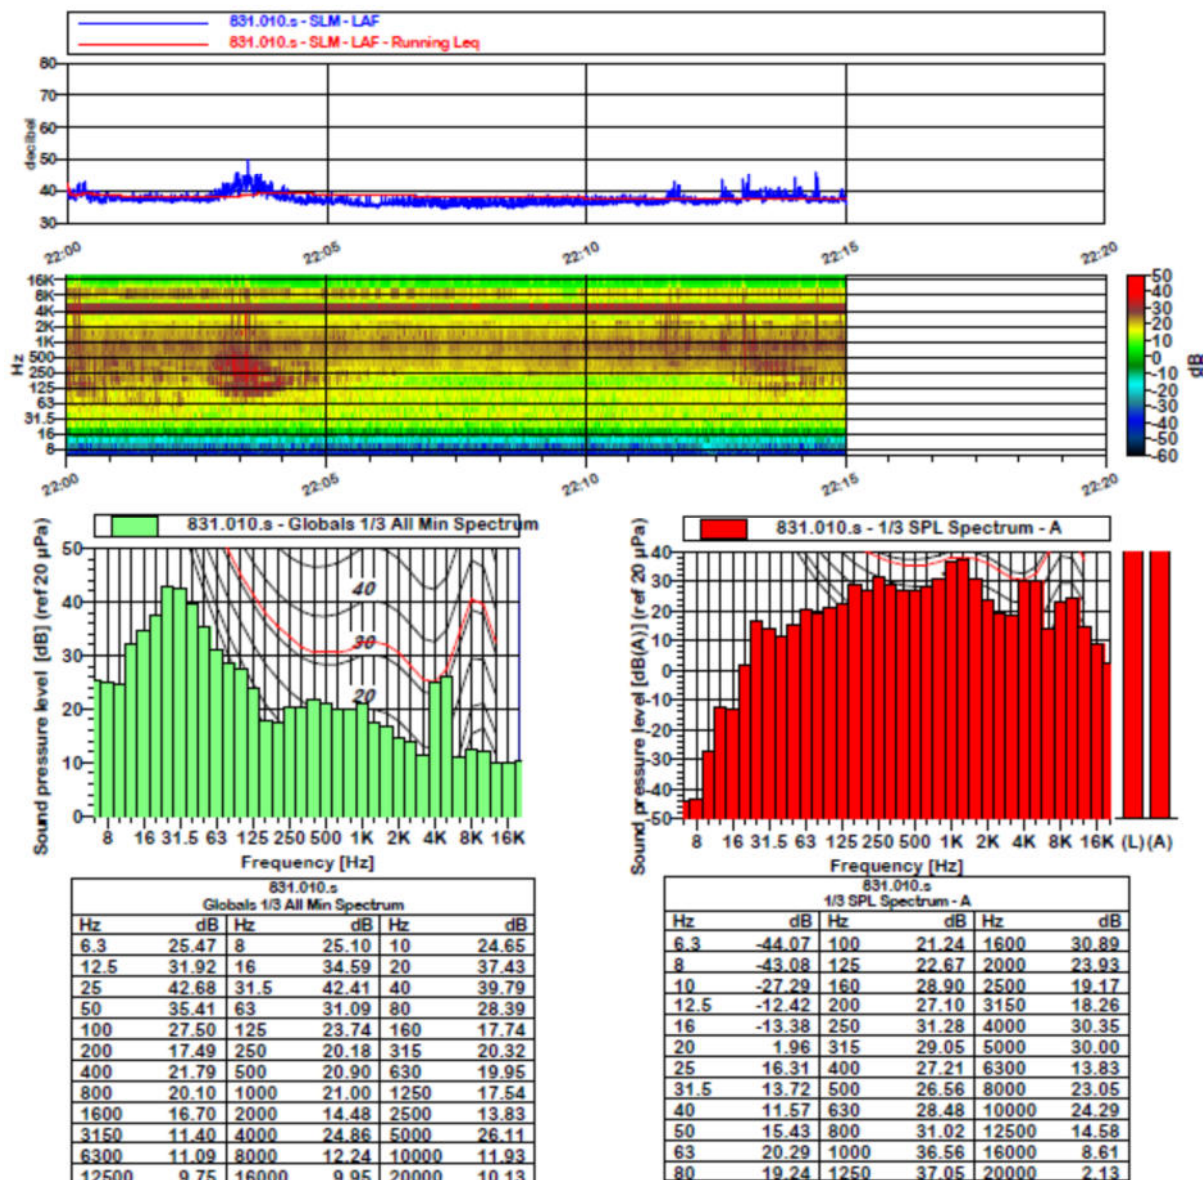 831.010.s - SLM - LAF
831.010.s - SLM - LAF - Running Leq
80
70
60
50
40
30
decibel
22:00 22:05 22:10 22:15 22:20
16K
8K
4K
2K
1K
500
250
125
63
31.5
16
8
Hz
22:00 22:05 22:10 22:15 22:20
50
40
30
20
10
0
-10
-20
-30
-40
-50
-60
dB
831.010.s - Globals 1/3 All Min Spectrum
Sound pressure level [dB] (ref 20 µPa)
50
40
30
20
10
0
40
30
20
8 16 31.5 63 125 250 500 1K 2K 4K 8K 16K
Frequency [Hz]
831.010.s - 1/3 SPL Spectrum - A
Sound pressure level [dB(A)] (ref 20 µPa)
40
30
20
10
0
-10
-20
-30
-40
-50
8 16 31.5 63 125 250 500 1K 2K 4K 8K 16K (L) (A)
Frequency [Hz]
831.010.s
Globals 1/3 All Min Spectrum
Hz dB Hz dB Hz dB
6.3 25.47 8 25.10 10 24.65
12.5 31.92 16 34.59 20 37.43
25 42.68 31.5 42.41 40 39.79
50 35.41 63 31.09 80 28.39
100 27.50 125 23.74 160 17.74
200 17.49 250 20.18 315 20.32
400 21.79 500 20.90 630 19.95
800 20.10 1000 21.00 1250 17.54
1600 16.70 2000 14.48 2500 13.83
3150 11.40 4000 24.86 5000 26.11
6300 11.09 8000 12.24 10000 11.93
12500 9.75 16000 9.95 20000 10.13
831.010.s
1/3 SPL Spectrum - A
Hz dB Hz dB Hz dB
6.3 -44.07 100 21.24 1600 30.89
8 -43.08 125 22.67 2000 23.93
10 -27.29 160 28.90 2500 19.17
12.5 -12.42 200 27.10 3150 18.26
16 -13.38 250 31.28 4000 30.35
20 1.96 315 29.05 5000 30.00
25 16.31 400 27.21 6300 13.83
31.5 13.72 500 26.56 8000 23.05
40 11.57 630 28.48 10000 24.29
50 15.43 800 31.02 12500 14.58
63 20.29 1000 36.56 16000 8.61
80 19.24 1250 37.05 20000 2.13